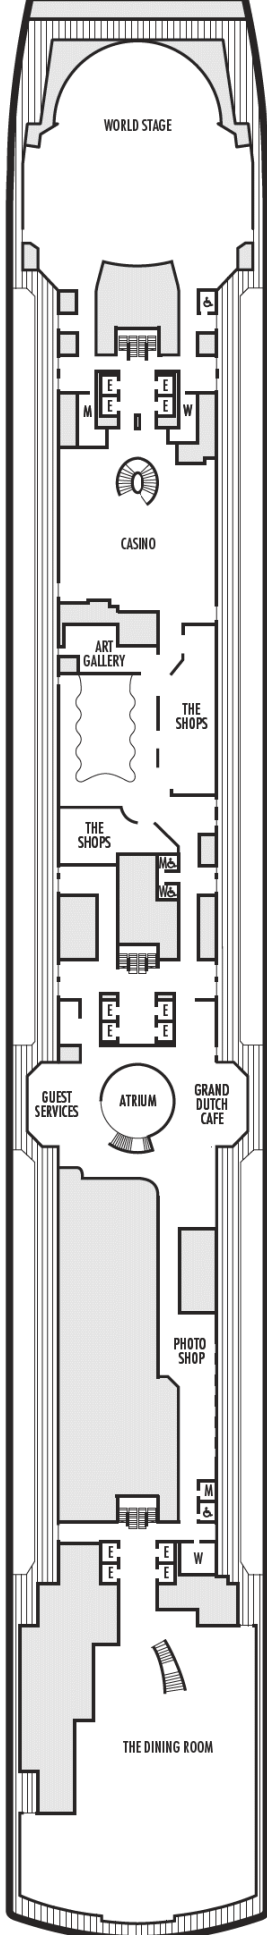 WORLD STAGE
E
E
E
E
M
W
CASINO
ART
GALLERY
THE
SHOPS
THE
SHOPS
M
W
E
E
E
E
GUEST
SERVICES
ATRIUM
GRAND
DUTCH
CAFE
PHOTO
SHOP
M
E
E
E
E
W
THE DINING ROOM